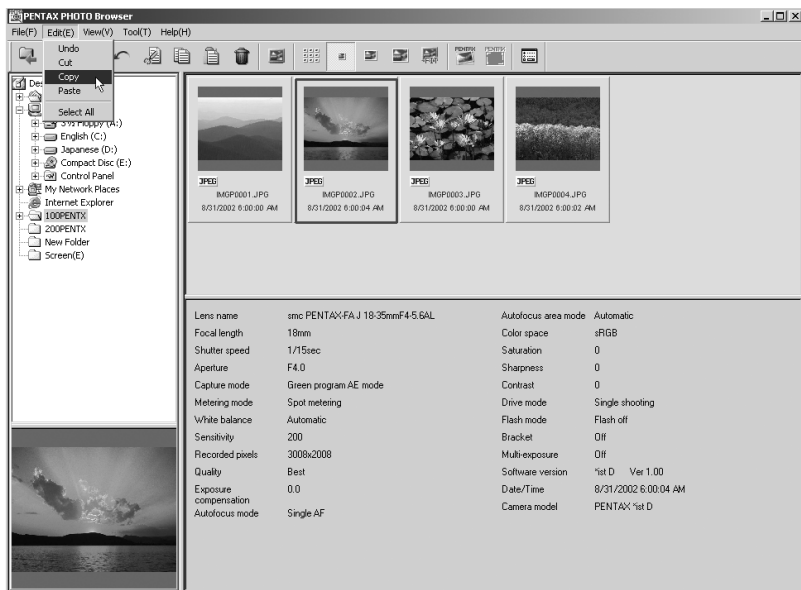 PENTAX PHOTO Browser
File(F) Edit(E) View(V) Tool(T) Help(H)
Undo
Cut
Copy
Paste
Select All
3½ Floppy (A:)
English (C:)
Japanese (D:)
Compact Disc (E:)
Control Panel
My Network Places
Internet Explorer
100PENTX
200PENTX
New Folder
Screen(E)
JPEG
IMGP0001.JPG
8/31/2002 6:00:00 AM
JPEG
IMGP0002.JPG
8/31/2002 6:00:04 AM
JPEG
IMGP0003.JPG
8/31/2002 6:00:00 AM
JPEG
IMGP0004.JPG
8/31/2002 6:00:02 AM
Lens name smc PENTAX-FA J 18-35mmF4-5.6AL
Focal length 18mm
Shutter speed 1/15sec
Aperture F4.0
Capture mode Green program AE mode
Metering mode Spot metering
White balance Automatic
Sensitivity 200
Recorded pixels 3008x2008
Quality Best
Exposure compensation 0.0
Autofocus mode Single AF
Autofocus area mode Automatic
Color space sRGB
Saturation 0
Sharpness 0
Contrast 0
Drive mode Single shooting
Flash mode Flash off
Bracket Off
Multi-exposure Off
Software version *ist D Ver 1.00
Date/Time 8/31/2002 6:00:04 AM
Camera model PENTAX *ist D